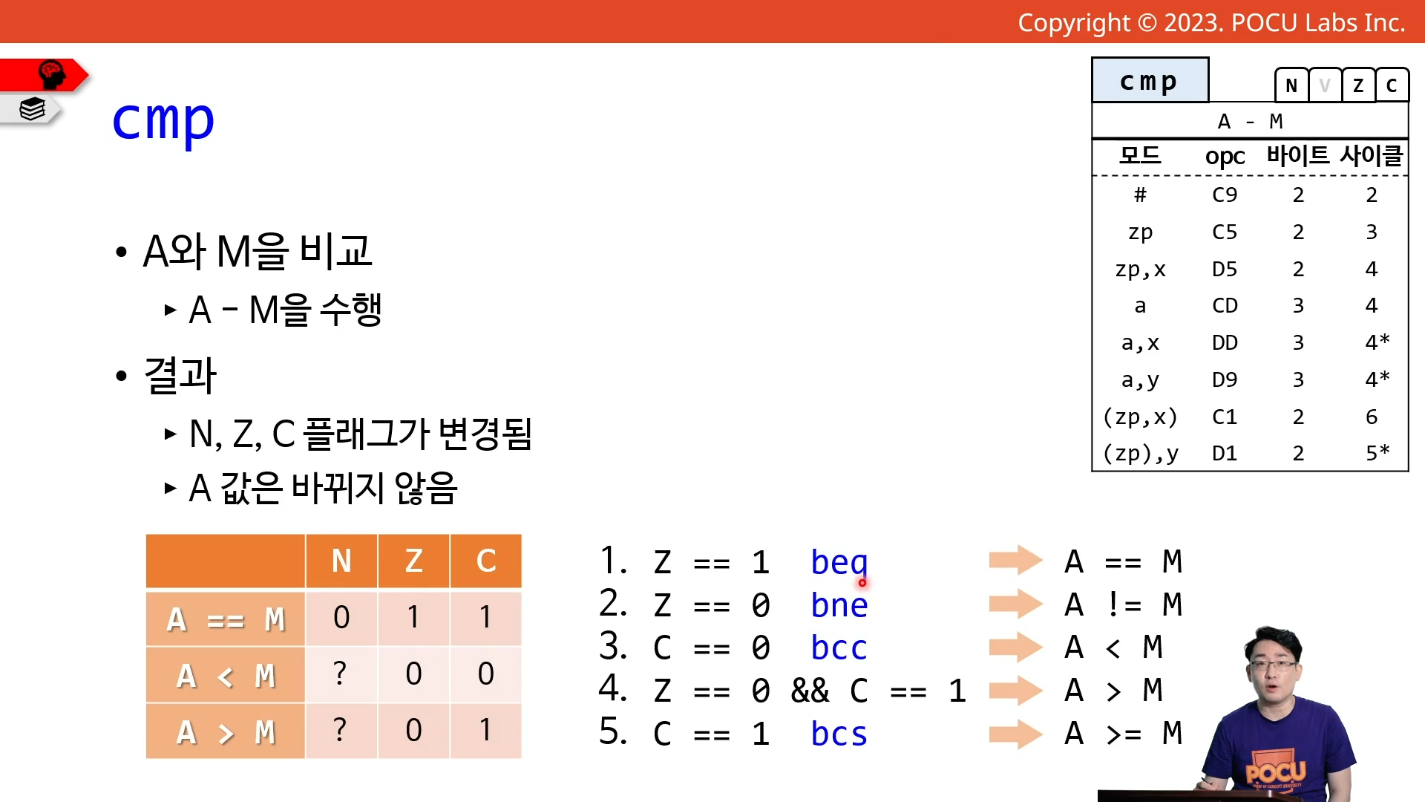 Copyright © 2023. POCU Labs Inc.
cmp
• A와 M을 비교
▸ A – M을 수행
• 결과
▸ N, Z, C 플래그가 변경됨
▸ A 값은 바뀌지 않음
N Z C
A == M 0 1 1
A < M ? 0 0
A > M ? 0 1
1. Z == 1 beq A == M
2. Z == 0 bne A != M
3. C == 0 bcc A < M
4. Z == 0 && C == 1 A > M
5. C == 1 bcs A >= M
cmp N V Z C
A - M
모드 opc 바이트 사이클
# C9 2 2
zp C5 2 3
zp,x D5 2 4
a CD 3 4
a,x DD 3 4*
a,y D9 3 4*
(zp,x) C1 2 6
(zp),y D1 2 5*
POCU